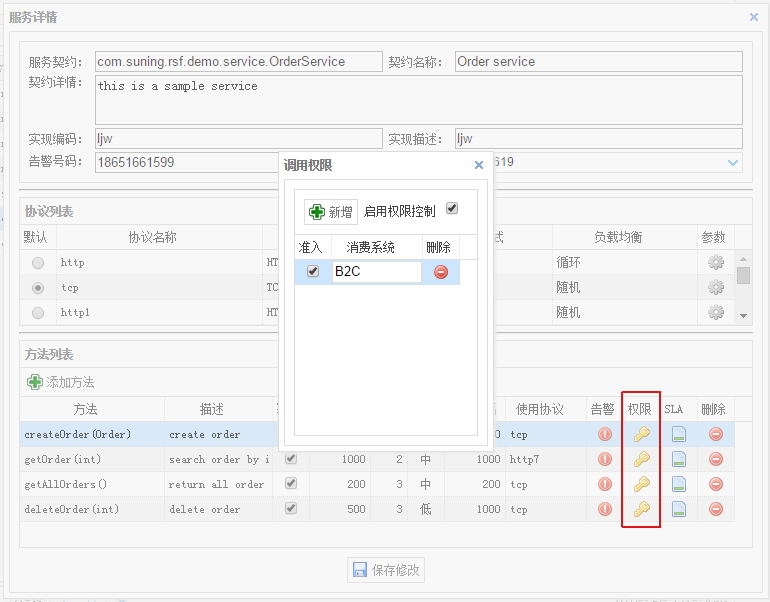 服务详情
服务契约: com.suning.rsf.demo.service.OrderService 契约名称: Order service
契约详情: this is a sample service
实现编码: ljw 实现描述: ljw
告警号码: 18651661599 619
调用权限
新增 启用权限控制
准入 消费系统 删除
B2C
协议列表
默认 协议名称 式 负载均衡 参数
http HT 循环
tcp TC 随机
http1 HT 随机
方法列表
添加方法
方法 描述 使用协议 告警 权限 SLA 删除
createOrder(Order) create order 0 tcp
getOrder(int) search order by i 1000 2 中 1000 http7
getAllOrders() return all order 200 3 中 200 tcp
deleteOrder(int) delete order 500 3 低 1000 tcp
保存修改